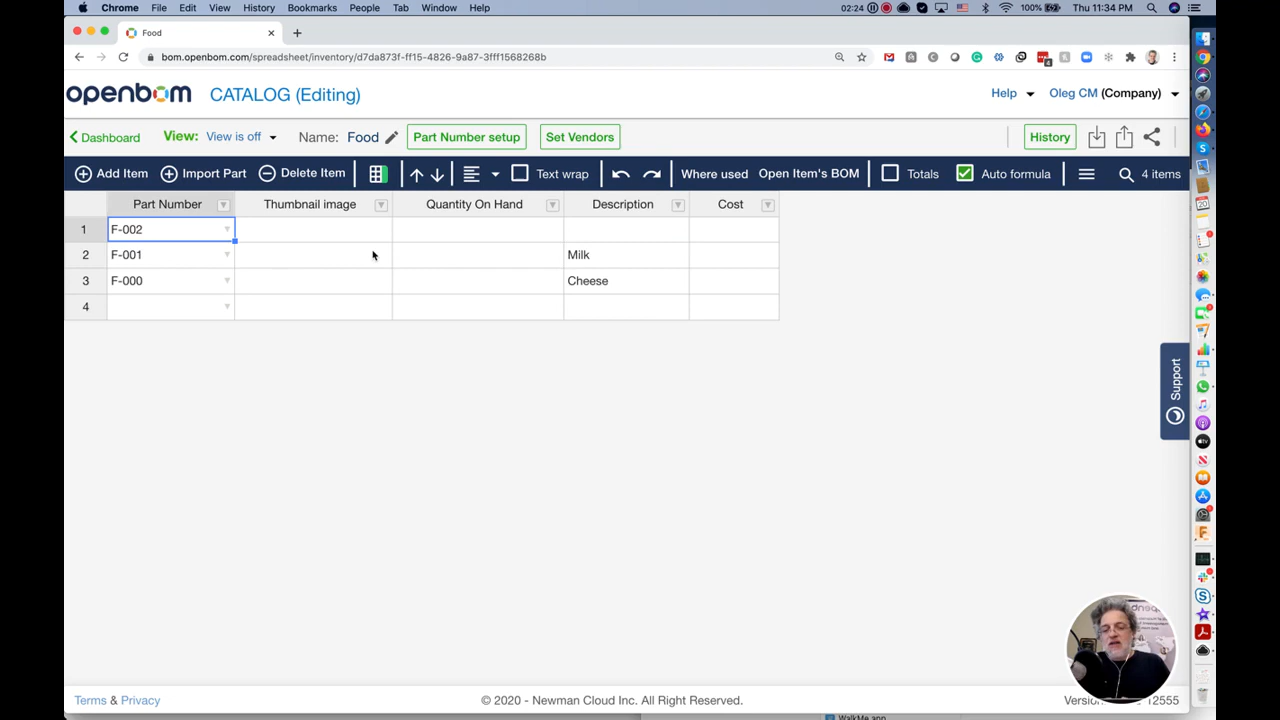 Chrome File Edit View History Bookmarks People Tab Window Help 02:24 100% Thu 11:34 PM
Food
bom.openbom.com/spreadsheet/inventory/d7da873f-ff15-4826-9a87-3fff1568268b
openbom CATALOG (Editing) Help Oleg CM (Company)
Dashboard View: View is off Name: Food Part Number setup Set Vendors History
Add Item Import Part Delete Item Text wrap Where used Open Item's BOM Totals Auto formula 4 items
Part Number Thumbnail image Quantity On Hand Description Cost
1 F-002
2 F-001 Milk
3 F-000 Cheese
4
Support
Terms & Privacy © 2020 - Newman Cloud Inc. All Right Reserved. 12555
WalkMe app